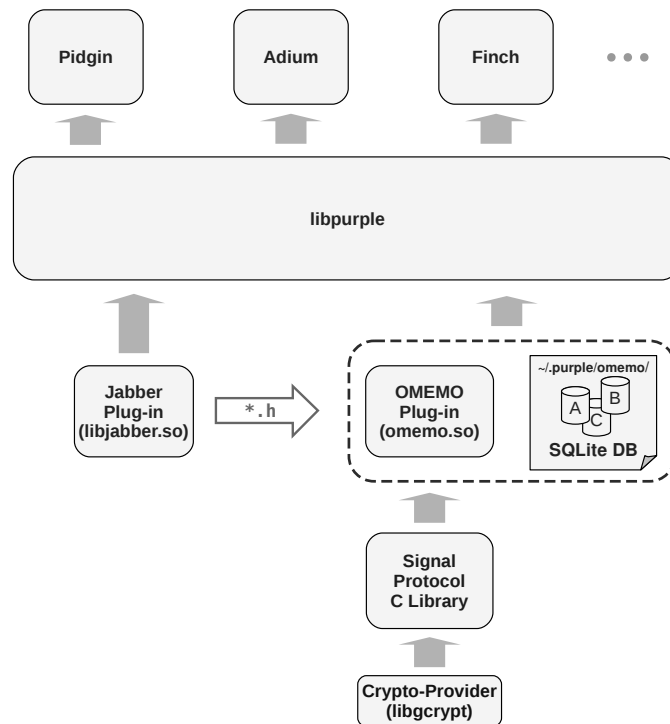 Pidgin
Adium
Finch
libpurple
Jabber
Plug-in
(libjabber.so)
*.h
OMEMO
Plug-in
(omemo.so)
~/.purple/omemo/
A
B
C
SQLite DB
Signal
Protocol
C Library
Crypto-Provider
(libgcrypt)